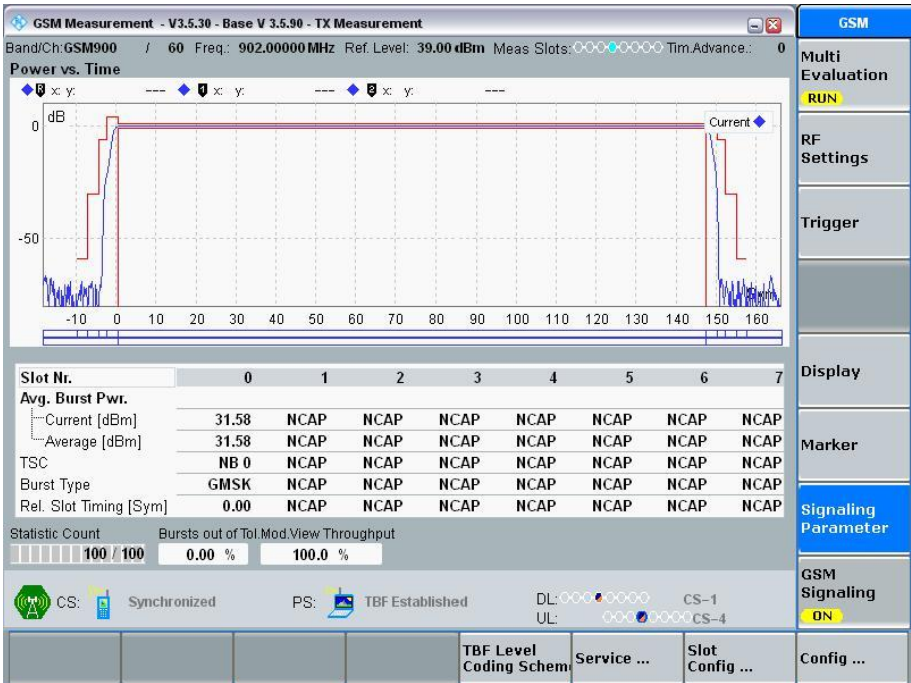 GSM Measurement - V3.5.30 - Base V 3.5.90 - TX Measurement
GSM
Band/Ch:GSM900 / 60 Freq.: 902.00000 MHz Ref. Level: 39.00 dBm Meas Slots: Tim.Advance.: 0
Multi Evaluation
RUN
Power vs. Time
R x: y: --- 1 x: y: --- 2 x: y: ---
dB
Current
0
-50
-10 0 10 20 30 40 50 60 70 80 90 100 110 120 130 140 150 160
RF Settings
Trigger
Display
Marker
Signaling Parameter
GSM Signaling
ON
Slot Nr. 0 1 2 3 4 5 6 7
Avg. Burst Pwr.
Current [dBm] 31.58 NCAP NCAP NCAP NCAP NCAP NCAP NCAP
Average [dBm] 31.58 NCAP NCAP NCAP NCAP NCAP NCAP NCAP
TSC NB 0 NCAP NCAP NCAP NCAP NCAP NCAP NCAP
Burst Type GMSK NCAP NCAP NCAP NCAP NCAP NCAP NCAP
Rel. Slot Timing [Sym] 0.00 NCAP NCAP NCAP NCAP NCAP NCAP NCAP
Statistic Count Bursts out of Tol. Mod.View Throughput
100 / 100 0.00 % 100.0 %
CS: Synchronized PS: TBF Established DL: CS-1
UL: CS-4
TBF Level Coding Schem Service ... Slot Config ... Config ...